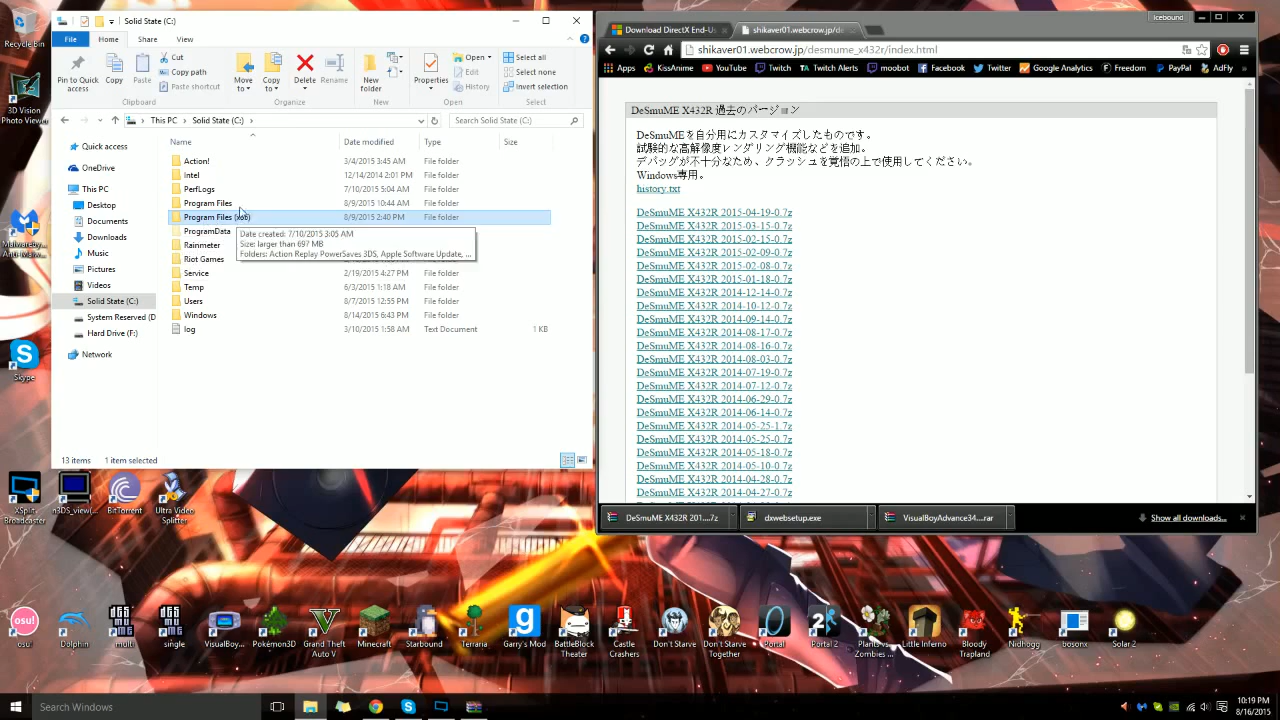 Solid State (C:)
File
Home
Share
View
Pin to Quick access
Copy
Paste
Cut
Copy path
Paste shortcut
Move to
Copy to
Delete
Rename
New folder
Properties
Open
Edit
History
Select all
Select none
Invert selection
Clipboard
Organize
New
Open
Select
This PC > Solid State (C:)
Search Solid State (C:)
Name Date modified Type Size
Quick access
OneDrive
This PC
Desktop
Documents
Downloads
Music
Pictures
Videos
Solid State (C:)
System Reserved (D
Hard Drive (F:)
Network
Action! 3/4/2015 3:45 AM File folder
Intel 12/14/2014 2:01 PM File folder
PerfLogs 7/10/2015 5:04 AM File folder
Program Files 8/9/2015 10:44 AM File folder
Program Files (x86) 8/9/2015 2:40 PM File folder
ProgramData
Rainmeter
Riot Games
Date created: 7/10/2015 3:05 AM
Size: larger than 697 MB
Folders: Action Replay PowerSaves 3DS, Apple Software Update, ...
Service 2/19/2015 4:27 PM File folder
Temp 6/3/2015 1:18 AM File folder
Users 8/7/2015 12:55 PM File folder
Windows 8/14/2015 6:43 PM File folder
log 3/10/2015 1:58 AM Text Document 1 KB
13 items 1 item selected
Icebound
Download DirectX End-Us
shikaver01.webcrow.jp/de
shikaver01.webcrow.jp/desmume_x432r/index.html
Apps KissAnime YouTube Twitch Twitch Alerts moobot Facebook Twitter Google Analytics Freedom PayPal AdFly »
DeSmuME X432R 過去のバージョン
DeSmuMEを自分用にカスタマイズしたものです。
試験的な高解像度レンダリング機能などを追加。
デバッグが不十分なため、クラッシュを覚悟の上で使用してください。
Windows専用。
history.txt
DeSmuME X432R 2015-04-19-0.7z
DeSmuME X432R 2015-03-15-0.7z
DeSmuME X432R 2015-02-15-0.7z
DeSmuME X432R 2015-02-09-0.7z
DeSmuME X432R 2015-02-08-0.7z
DeSmuME X432R 2015-01-18-0.7z
DeSmuME X432R 2014-12-14-0.7z
DeSmuME X432R 2014-10-12-0.7z
DeSmuME X432R 2014-09-14-0.7z
DeSmuME X432R 2014-08-17-0.7z
DeSmuME X432R 2014-08-16-0.7z
DeSmuME X432R 2014-08-03-0.7z
DeSmuME X432R 2014-07-19-0.7z
DeSmuME X432R 2014-07-12-0.7z
DeSmuME X432R 2014-06-29-0.7z
DeSmuME X432R 2014-06-14-0.7z
DeSmuME X432R 2014-05-25-1.7z
DeSmuME X432R 2014-05-25-0.7z
DeSmuME X432R 2014-05-18-0.7z
DeSmuME X432R 2014-05-10-0.7z
DeSmuME X432R 2014-04-28-0.7z
DeSmuME X432R 2014-04-27-0.7z
DeSmuME X432R 201....7z
dxwebsetup.exe
VisualBoyAdvance34....rar
Show all downloads...
Recycle Bin
3D Vision Photo Viewer
Skype
XSplit Broadcaster
n3DS_view(...
BitTorrent
Ultra Video Splitter
osu!
osu!
Dolphin
multi
single
VisualBoy...
Pokémon3D
Grand Theft Auto V
Minecraft
Starbound
Terraria
Garry's Mod
BattleBlock Theater
Castle Crashers
Don't Starve
Don't Starve Together
Portal
Portal 2
Plants vs. Zombies ...
Little Inferno
Bloody Trapland
Nidhogg
bosonx
Solar 2
Search Windows
10:19 PM
8/16/2015